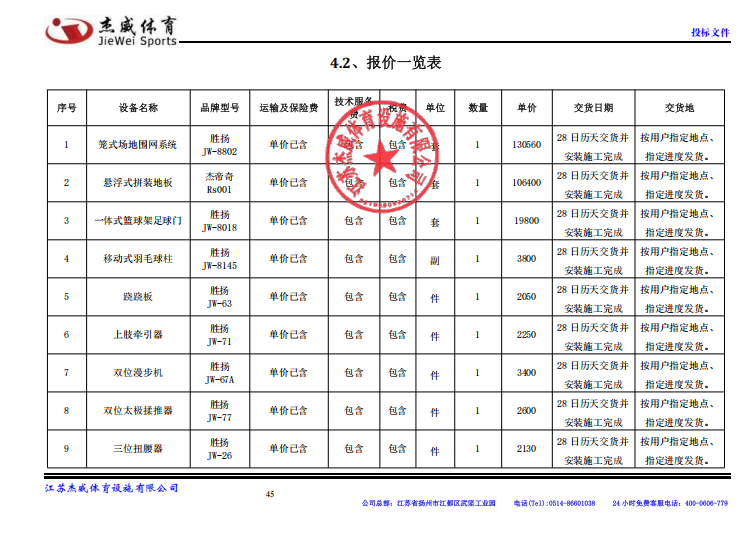 杰威体育
JieWei Sports
投标文件
4.2、报价一览表
序号 设备名称 品牌型号 运输及保险费 技术服务费 税费 单位 数量 单价 交货日期 交货地
1 笼式场地围网系统 胜扬 JW-8802 单价已含 包含 包含 套 1 130560 28 日历天交货并安装施工完成 按用户指定地点、指定进度发货。
2 悬浮式拼装地板 杰帝奇 Rs001 单价已含 包含 包含 套 1 106400 28 日历天交货并安装施工完成 按用户指定地点、指定进度发货。
3 一体式篮球架足球门 胜扬 JW-8018 单价已含 包含 包含 套 1 19800 28 日历天交货并安装施工完成 按用户指定地点、指定进度发货。
4 移动式羽毛球柱 胜扬 JW-8145 单价已含 包含 包含 副 1 3800 28 日历天交货并安装施工完成 按用户指定地点、指定进度发货。
5 跷跷板 胜扬 JW-63 单价已含 包含 包含 件 1 2050 28 日历天交货并安装施工完成 按用户指定地点、指定进度发货。
6 上肢牵引器 胜扬 JW-71 单价已含 包含 包含 件 1 2250 28 日历天交货并安装施工完成 按用户指定地点、指定进度发货。
7 双位漫步机 胜扬 JW-67A 单价已含 包含 包含 件 1 3400 28 日历天交货并安装施工完成 按用户指定地点、指定进度发货。
8 双位太极揉推器 胜扬 JW-77 单价已含 包含 包含 件 1 2600 28 日历天交货并安装施工完成 按用户指定地点、指定进度发货。
9 三位扭腰器 胜扬 JW-26 单价已含 包含 包含 件 1 2130 28 日历天交货并安装施工完成 按用户指定地点、指定进度发货。
江苏杰威体育设施有限公司
江苏杰威体育设施有限公司
45
公司总部：江苏省扬州市江都区武坚工业园 电话(Tel):0514-86601038 24 小时免费客服电话：400-0606-779